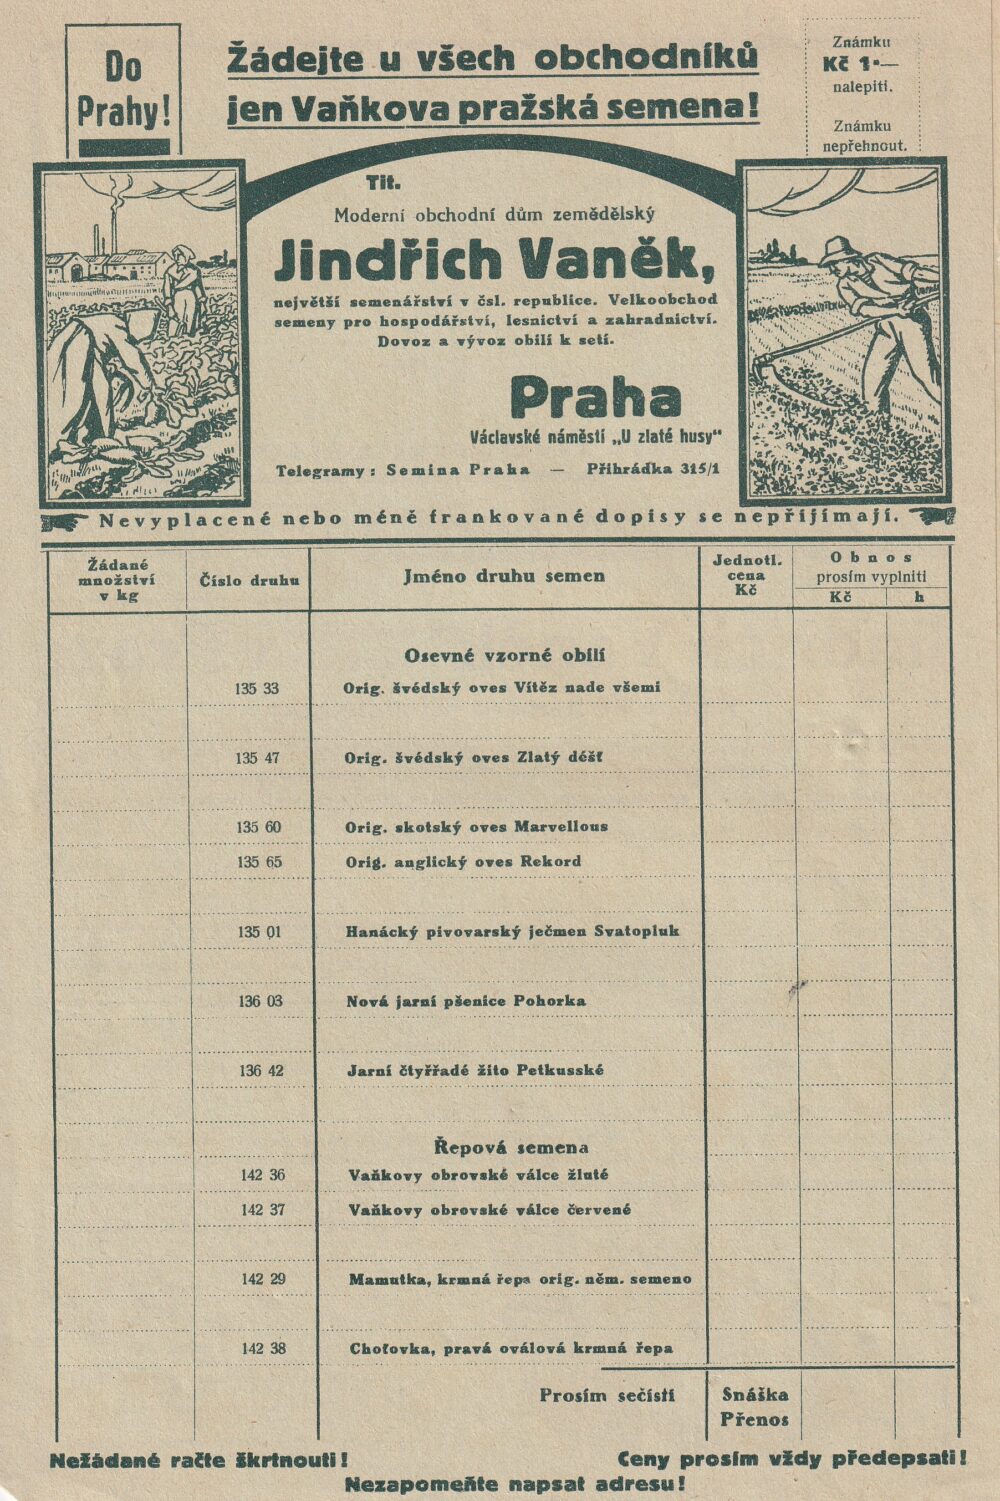 Do
Prahy!
Žádejte u všech obchodníků
jen Vaňkova pražská semena!
Známku
Kč 1·—
nalepiti.
Známku
nepřehnout.
Tit.
Moderní obchodní dům zemědělský
Jindřich Vaněk,
největší semenářství v čsl. republice. Velkoobchod
semeny pro hospodářství, lesnictví a zahradnictví.
Dovoz a vývoz obilí k setí.
Praha
Václavské náměstí „U zlaté husy“
Telegramy: Semina Praha — Přihrádka 315/1
Nevyplacené nebo méně frankované dopisy se nepřijímají.
Žádané množství v kg	Číslo druhu	Jméno druhu semen	Jednotl. cena Kč	Obnos prosím vyplniti Kč h
Osevné vzorné obilí
135 33 Orig. švédský oves Vítěz nade všemi
135 47 Orig. švédský oves Zlatý déšť
135 60 Orig. skotský oves Marvellous
135 65 Orig. anglický oves Rekord
135 01 Hanácký pivovarský ječmen Svatopluk
136 03 Nová jarní pšenice Pohorka
136 42 Jarní čtyřřadé žito Petkusské
Řepová semena
142 36 Vaňkovy obrovské válce žluté
142 37 Vaňkovy obrovské válce červené
142 29 Mamutka, krmná řepa orig. něm. semeno
142 38 Choťovka, pravá oválová krmná řepa
Prosím sečísti Snáška
Přenos
Nežádané račte škrtnouti! Ceny prosím vždy předepsati!
Nezapomeňte napsat adresu!